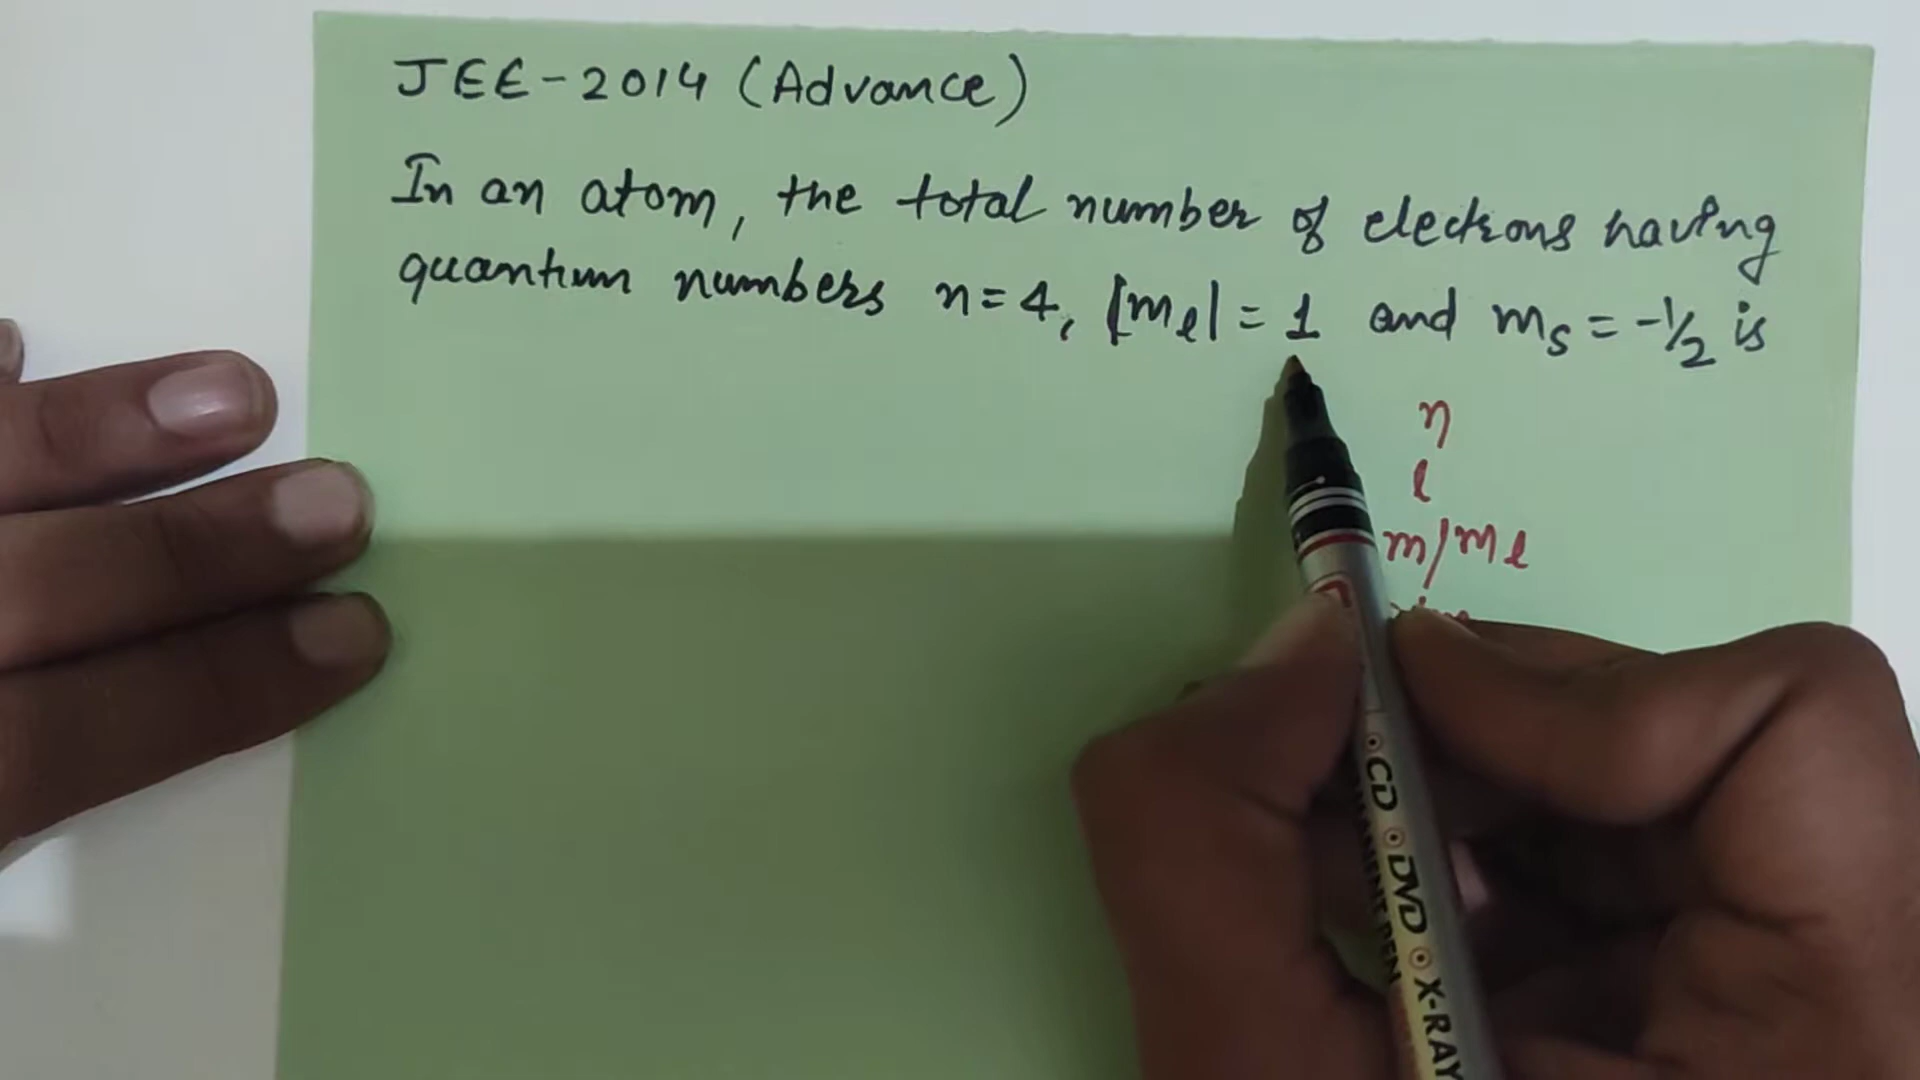 JEE-2014 (Advance)
In an atom, the total number of electrons having
quantum numbers n=4, |mₗ| = 1 and mₛ = -1/2 is
n
l
m/mₗ
CD DVD X-RAY